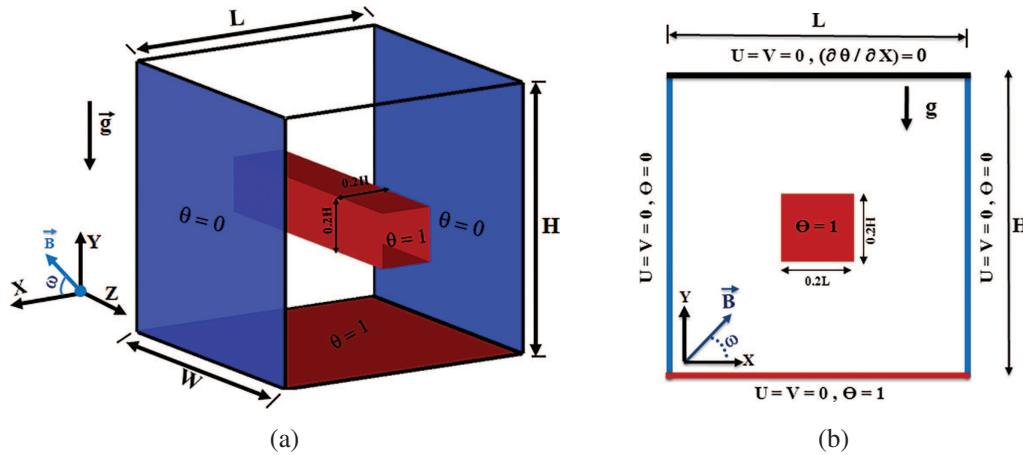 L
g⃗
0.2H
0.2H
θ = 0
θ = 1
θ = 0
H
B⃗
Y
ω
X
Z
θ = 1
W
(a)
L
U = V = 0 , (∂θ / ∂X) = 0
g
U = V = 0 , Θ = 0
Θ = 1
0.2H
0.2L
U = V = 0 , Θ = 0
H
Y
B⃗
ω
X
U = V = 0 , Θ = 1
(b)